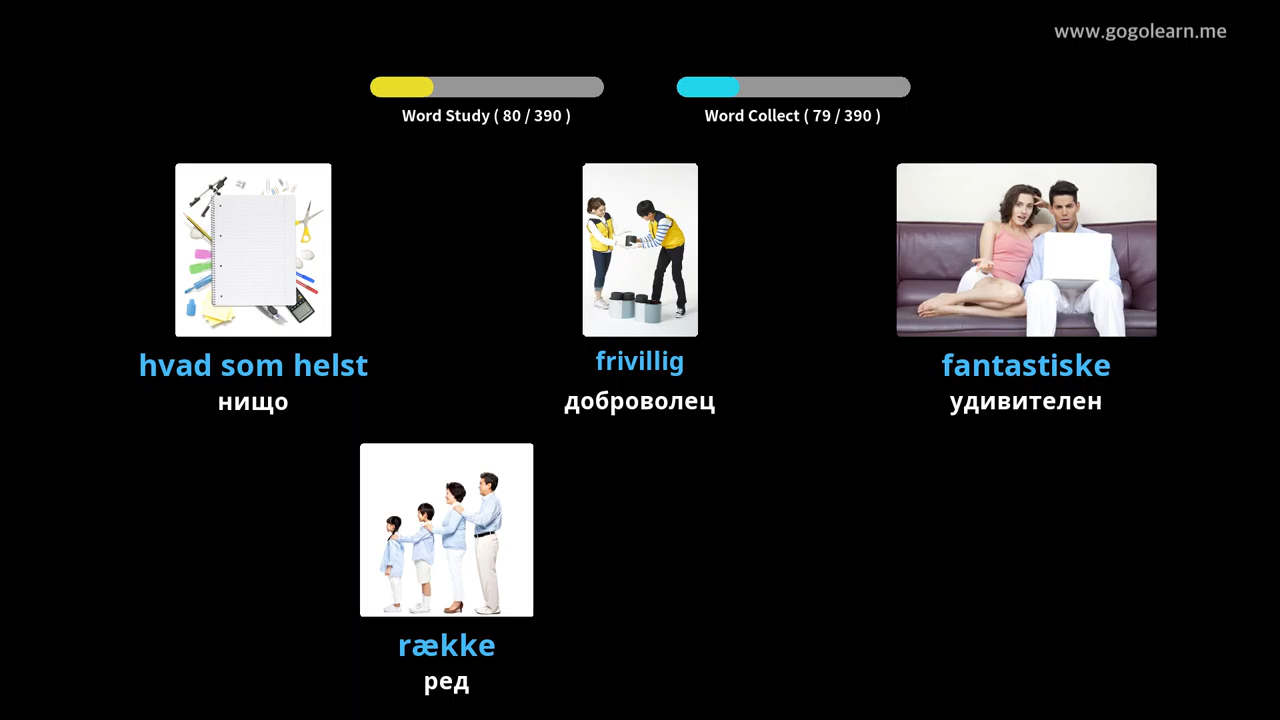 www.gogolearn.me
Word Study ( 80 / 390 )
Word Collect ( 79 / 390 )
hvad som helst
нищо
frivillig
доброволец
fantastiske
удивителен
række
ред